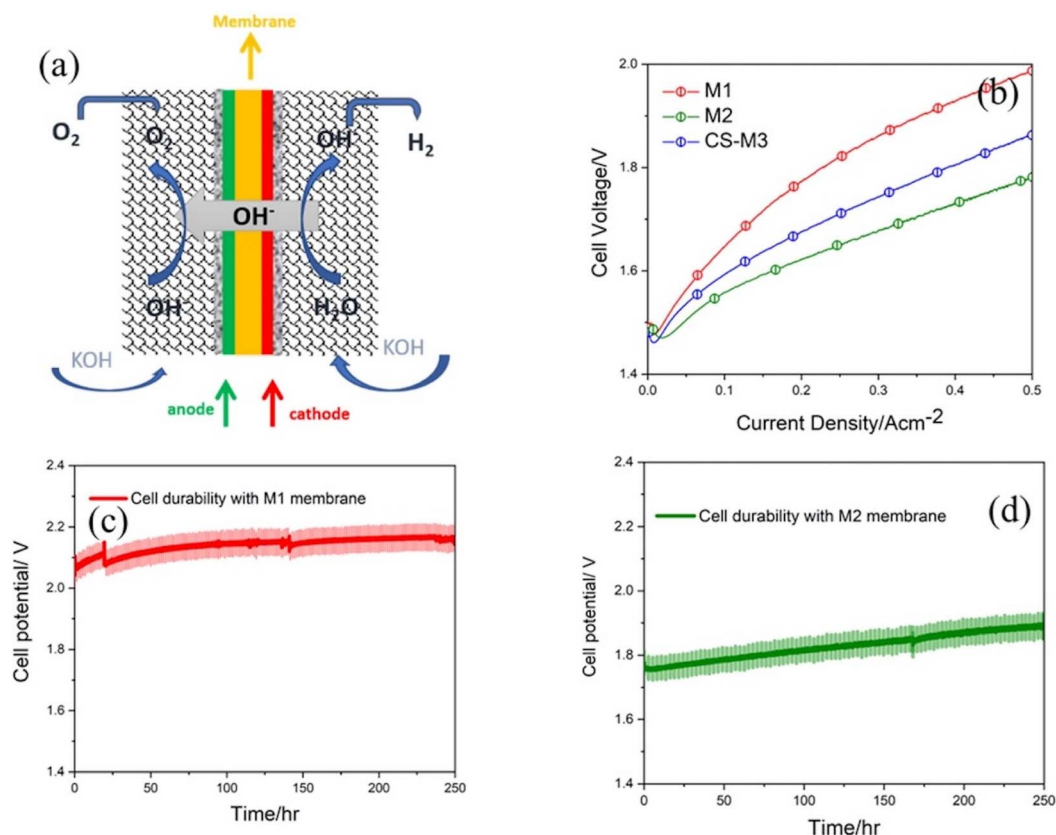 (a)
Membrane
O2
O2
OH
H2
OH-
OH-
H2O
KOH
KOH
anode
cathode
(b)
M1
M2
CS-M3
Cell Voltage/V
2.0
1.8
1.6
1.4
0.0 0.1 0.2 0.3 0.4 0.5
Current Density/Acm-2
(c)
Cell durability with M1 membrane
Cell potential/ V
2.4
2.2
2.0
1.8
1.6
1.4
0 50 100 150 200 250
Time/hr
(d)
Cell durability with M2 membrane
Cell potential/ V
2.4
2.2
2.0
1.8
1.6
1.4
0 50 100 150 200 250
Time/hr